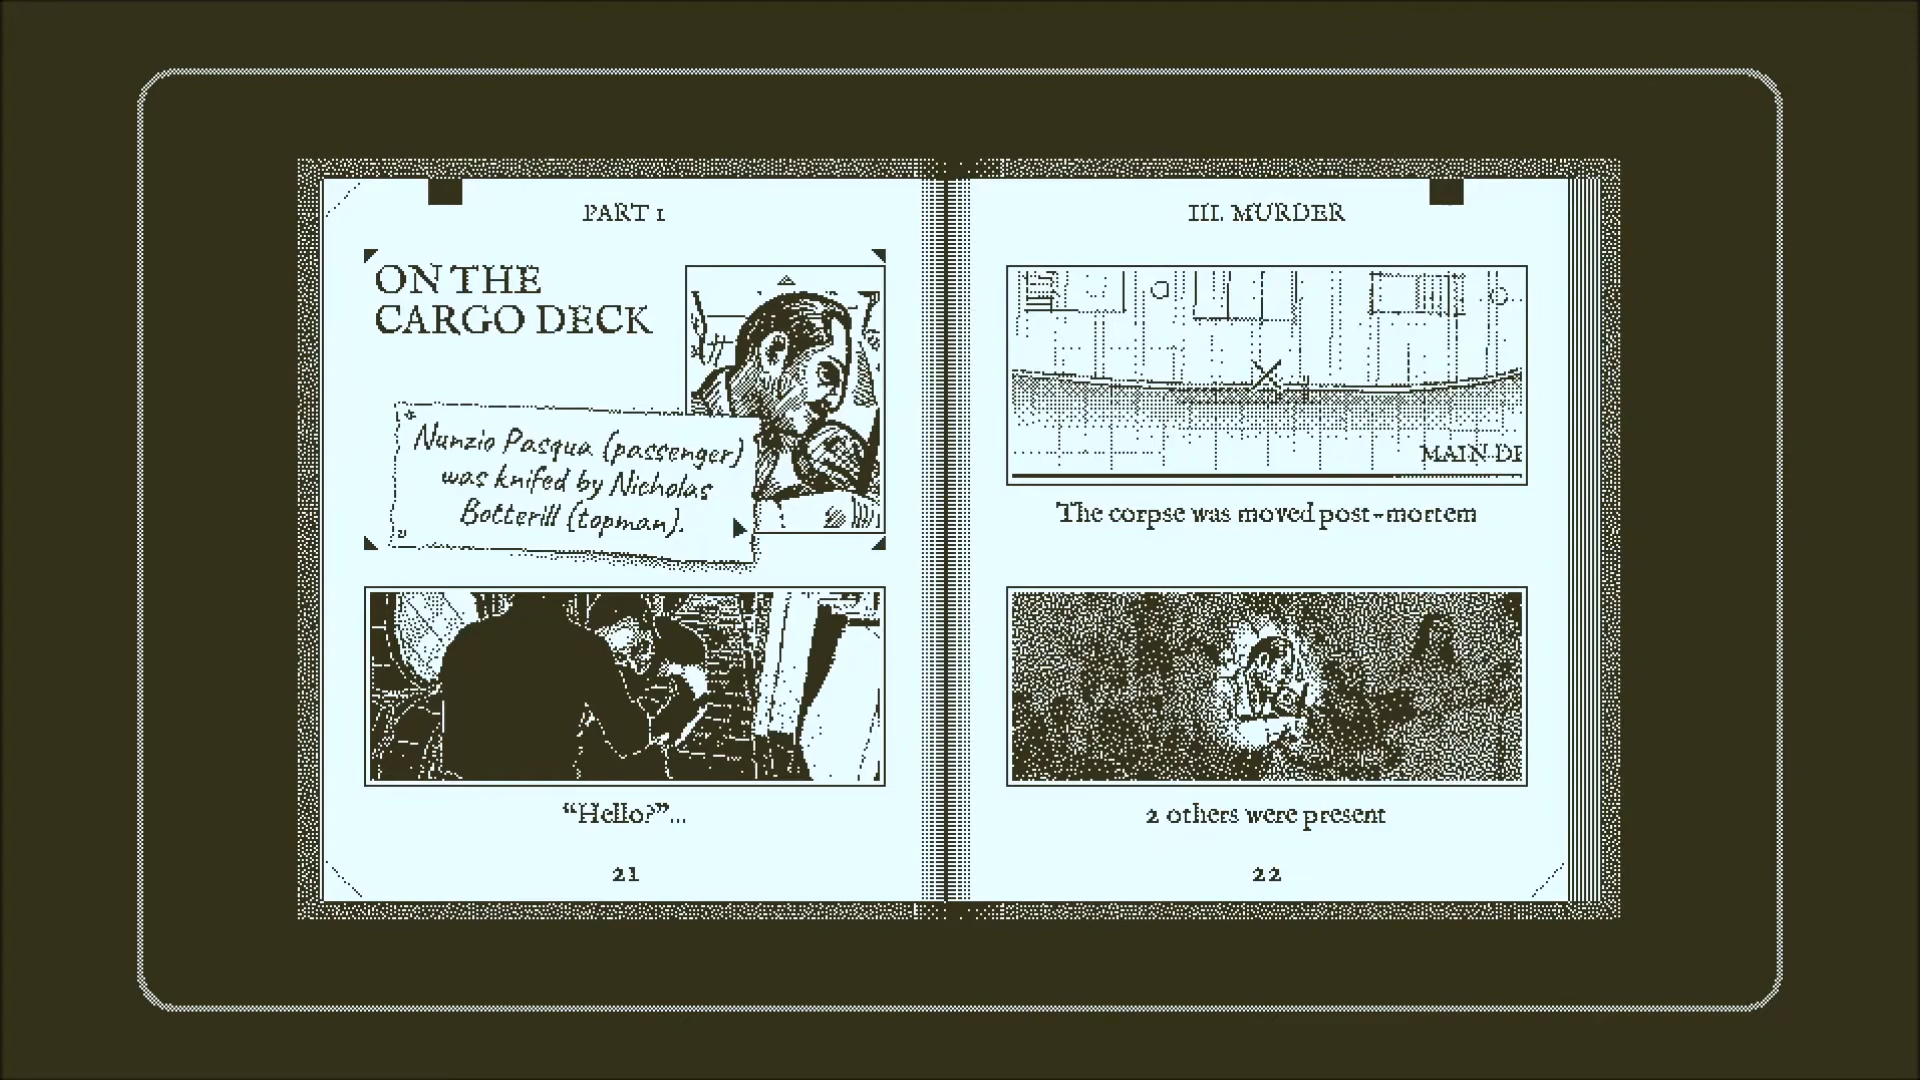 PART 1
III. MURDER
ON THE
CARGO DECK
Nunzio Pasqua (passenger)
was knifed by Nicholas
Botterill (topman).
"Hello?"...
21
MAIN DE
The corpse was moved post-mortem
2 others were present
22